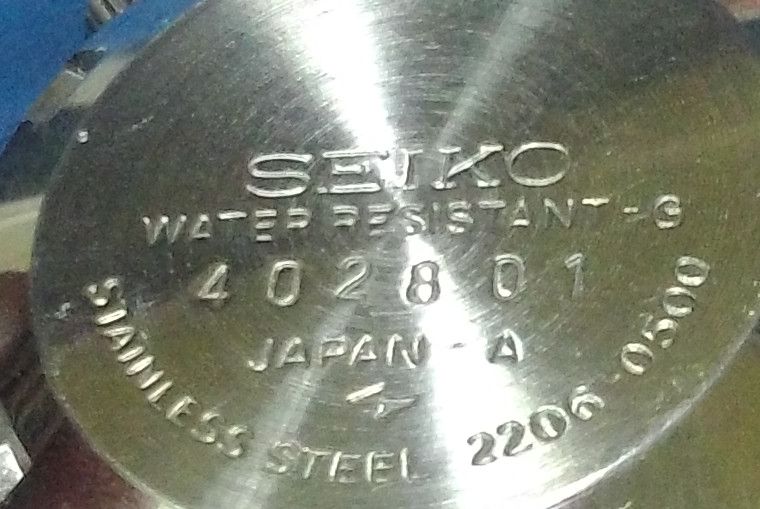 SEIKO
WATER RESISTANT-G
402801
JAPAN-A
STAINLESS STEEL 2206-0500